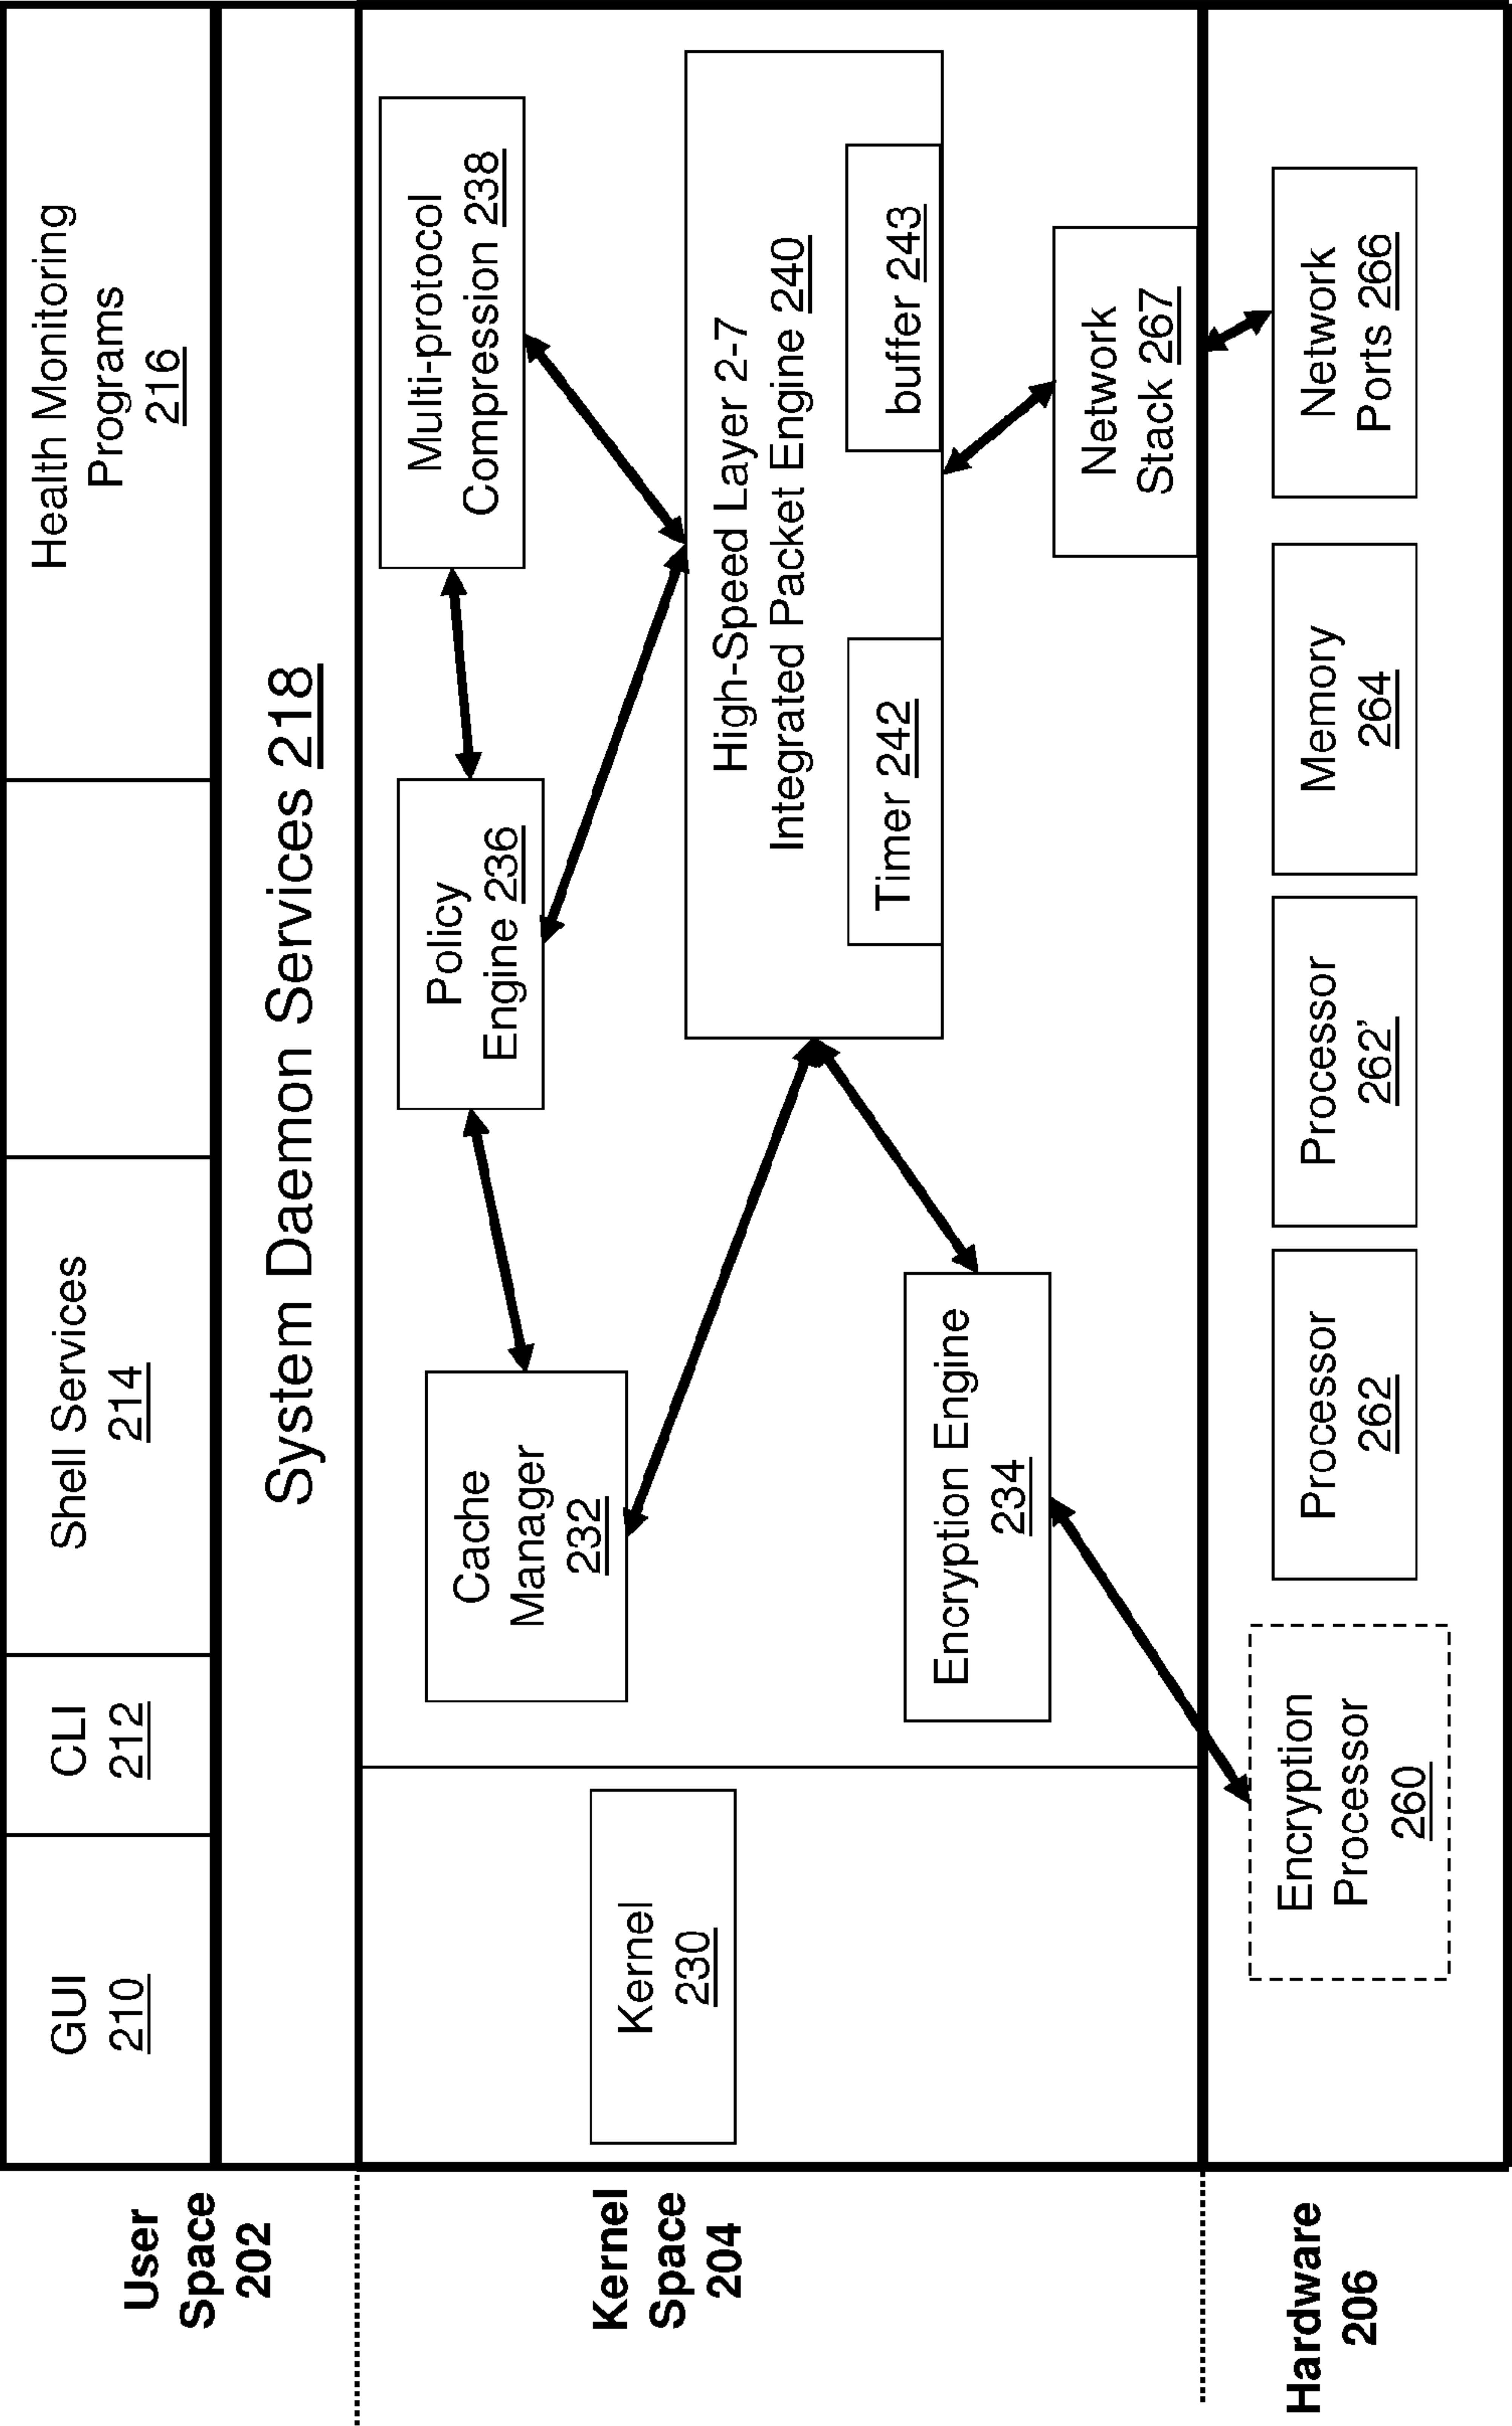 User
Space
202
GUI
210
CLI
212
Shell Services
214
Health Monitoring
Programs
216
System Daemon Services 218
Kernel
Space
204
Kernel
230
Cache
Manager
232
Policy
Engine 236
Multi-protocol
Compression 238
High-Speed Layer 2-7
Integrated Packet Engine 240
Timer 242
buffer 243
Encryption Engine
234
Network
Stack 267
Hardware
206
Encryption
Processor
260
Processor
262
Processor
262’
Memory
264
Network
Ports 266